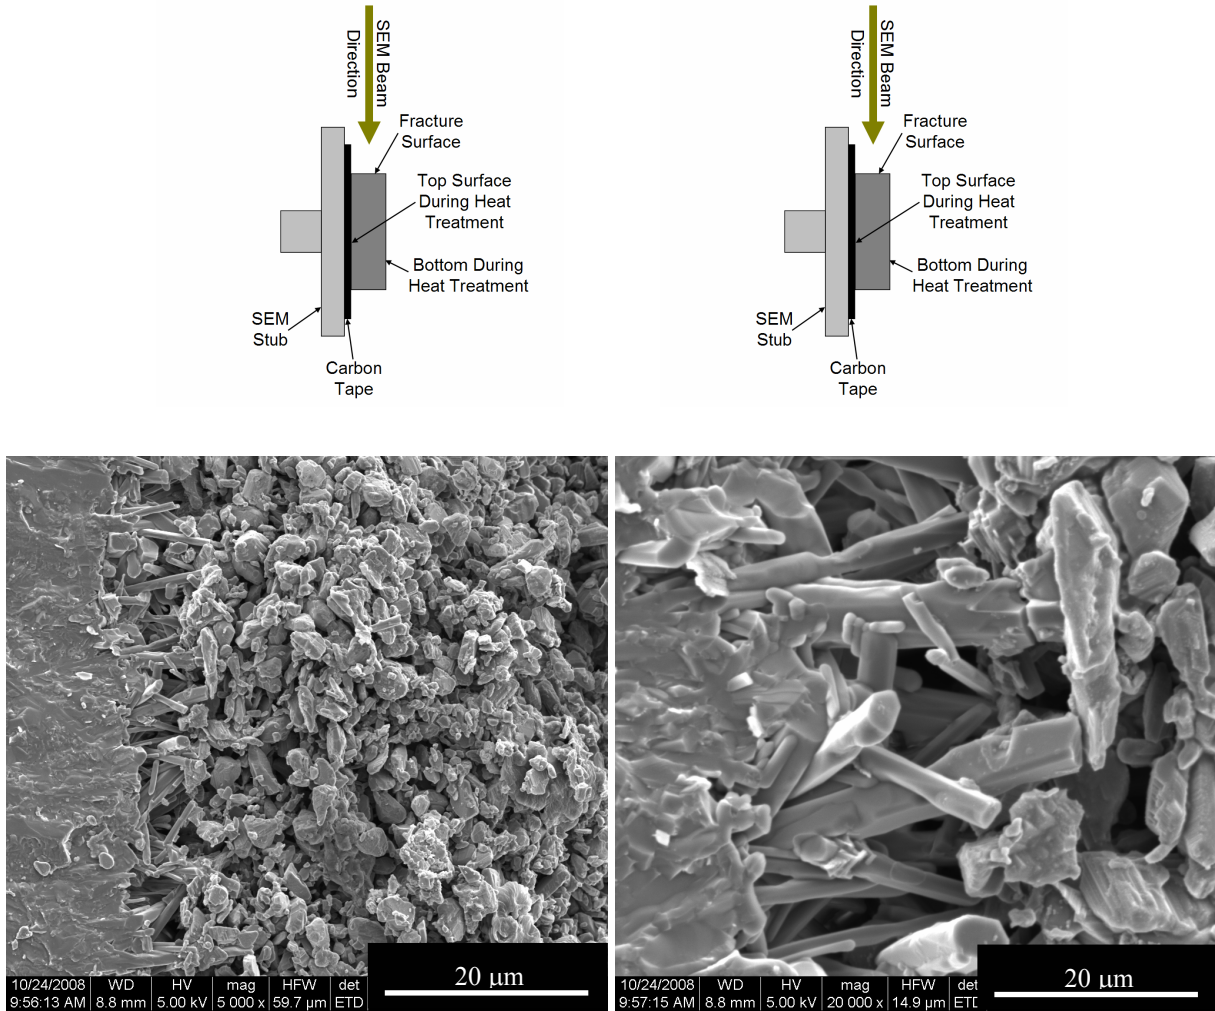 SEM Beam
Direction
Fracture
Surface
Top Surface
During Heat
Treatment
Bottom During
Heat Treatment
SEM
Stub
Carbon
Tape
SEM Beam
Direction
Fracture
Surface
Top Surface
During Heat
Treatment
Bottom During
Heat Treatment
SEM
Stub
Carbon
Tape
20 µm
10/24/2008 WD HV mag HFW det
9:56:13 AM 8.8 mm 5.00 kV 5 000 x 59.7 µm ETD
20 µm
10/24/2008 WD HV mag HFW det
9:57:15 AM 8.8 mm 5.00 kV 20 000 x 14.9 µm ETD